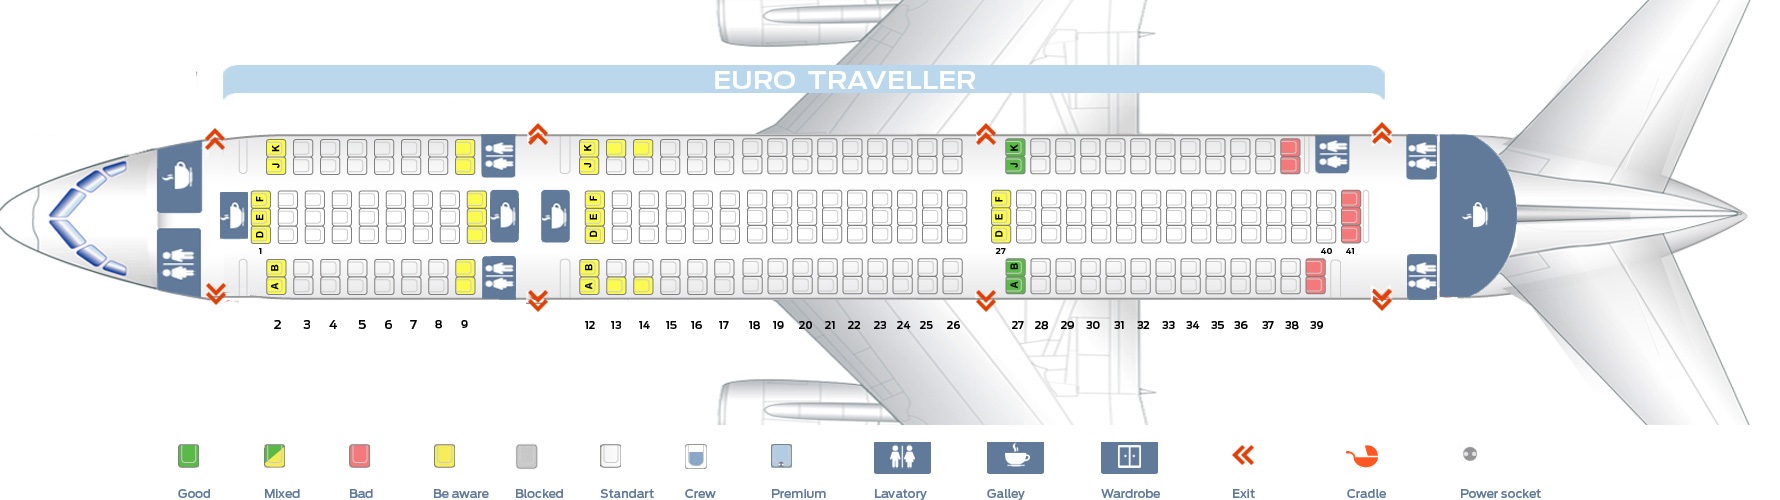 EURO TRAVELLER
K K K
J J J
F F F
E E E
D D D
1 27 40 41
B B B
A A A
2 3 4 5 6 7 8 9 12 13 14 15 16 17 18 19 20 21 22 23 24 25 26 27 28 29 30 31 32 33 34 35 36 37 38 39
Good Mixed Bad Be aware Blocked Standart Crew Premium Lavatory Galley Wardrobe Exit Cradle Power socket